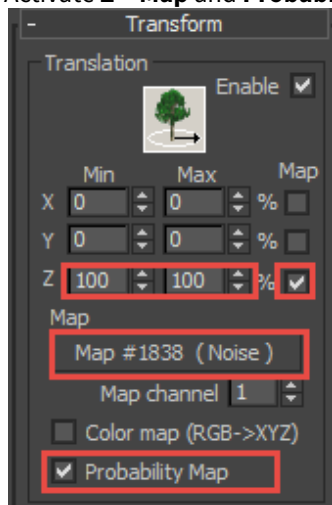 Activate Z - Map and Probab
- Transform
Translation
Enable
Min Max Map
X 0 0 %
Y 0 0 %
Z 100 100 %
Map
Map #1838 ( Noise )
Map channel 1
Color map (RGB->XYZ)
Probability Map